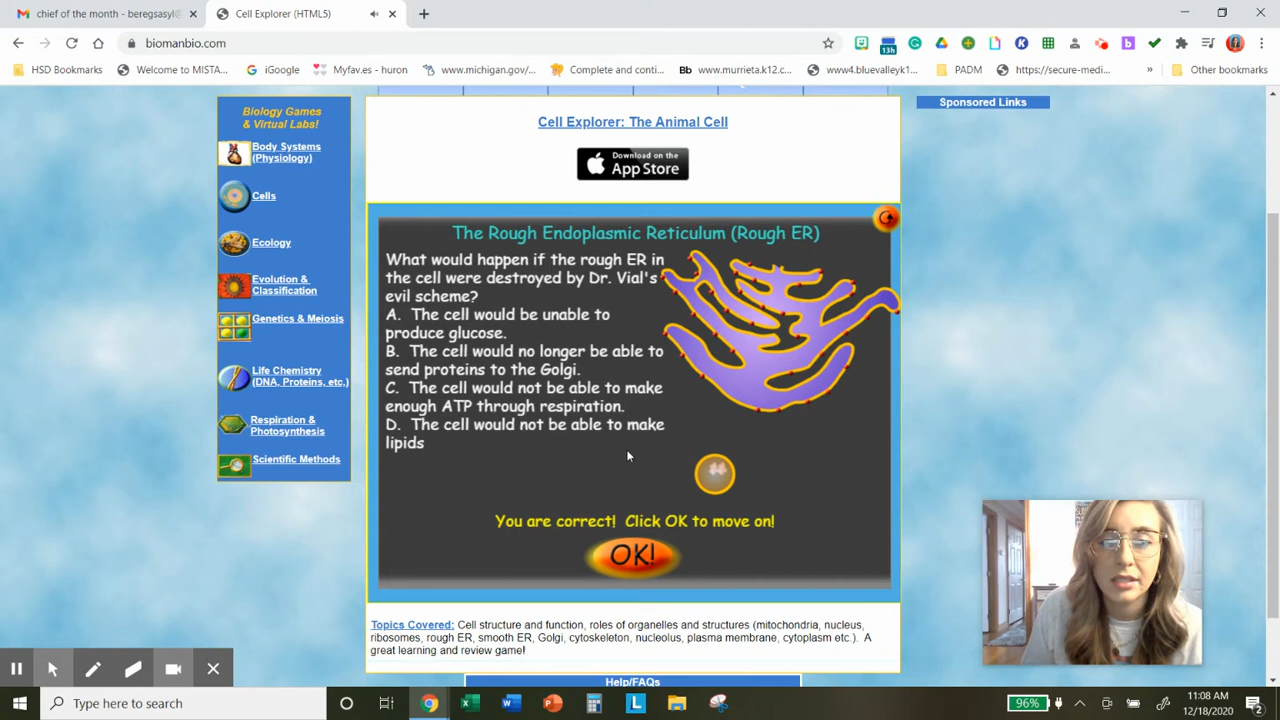 chief of the month - beregsasyl@
Cell Explorer (HTML5)
biomanbio.com
13h
HSD Bookmarks
Welcome to MISTA...
iGoogle
Myfav.es - huron
www.michigan.gov/...
Complete and conti...
Bb www.murrieta.k12.c...
www4.bluevalleyk1...
PADM
https://secure-medi...
»
Other bookmarks
Biology Games
& Virtual Labs!
Body Systems
(Physiology)
Cells
Ecology
Evolution &
Classification
Genetics & Meiosis
Life Chemistry
(DNA, Proteins, etc.)
Respiration &
Photosynthesis
Scientific Methods
Cell Explorer: The Animal Cell
Download on the
App Store
Sponsored Links
The Rough Endoplasmic Reticulum (Rough ER)
What would happen if the rough ER in
the cell were destroyed by Dr. Vial's
evil scheme?
A. The cell would be unable to
produce glucose.
B. The cell would no longer be able to
send proteins to the Golgi.
C. The cell would not be able to make
enough ATP through respiration.
D. The cell would not be able to make
lipids
You are correct! Click OK to move on!
OK!
Topics Covered: Cell structure and function, roles of organelles and structures (mitochondria, nucleus,
ribosomes, rough ER, smooth ER, Golgi, cytoskeleton, nucleolus, plasma membrane, cytoplasm etc.). A
great learning and review game!
Help/FAQs
Type here to search
96%
11:08 AM
12/18/2020
2